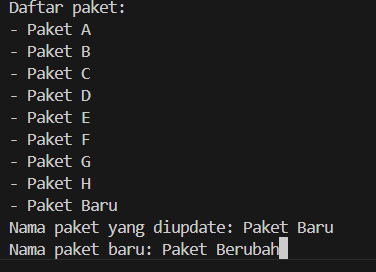 Daftar paket:
- Paket A
- Paket B
- Paket C
- Paket D
- Paket E
- Paket F
- Paket G
- Paket H
- Paket Baru
Nama paket yang diupdate: Paket Baru
Nama paket baru: Paket Berubah